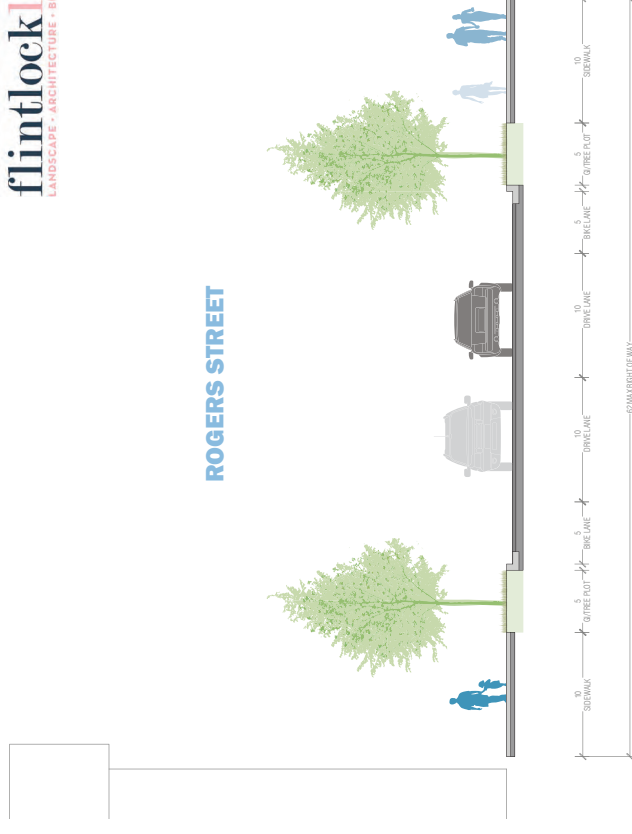 flintlockl
LANDSCAPE • ARCHITECTURE •
ROGERS STREET
10
SIDEWALK
5
GI/TREE PLOT
5
BIKE LANE
10
DRIVE LANE
10
DRIVE LANE
5
BIKE LANE
5
GI/TREE PLOT
10
SIDEWALK
62 MAX RIGHT OF WAY